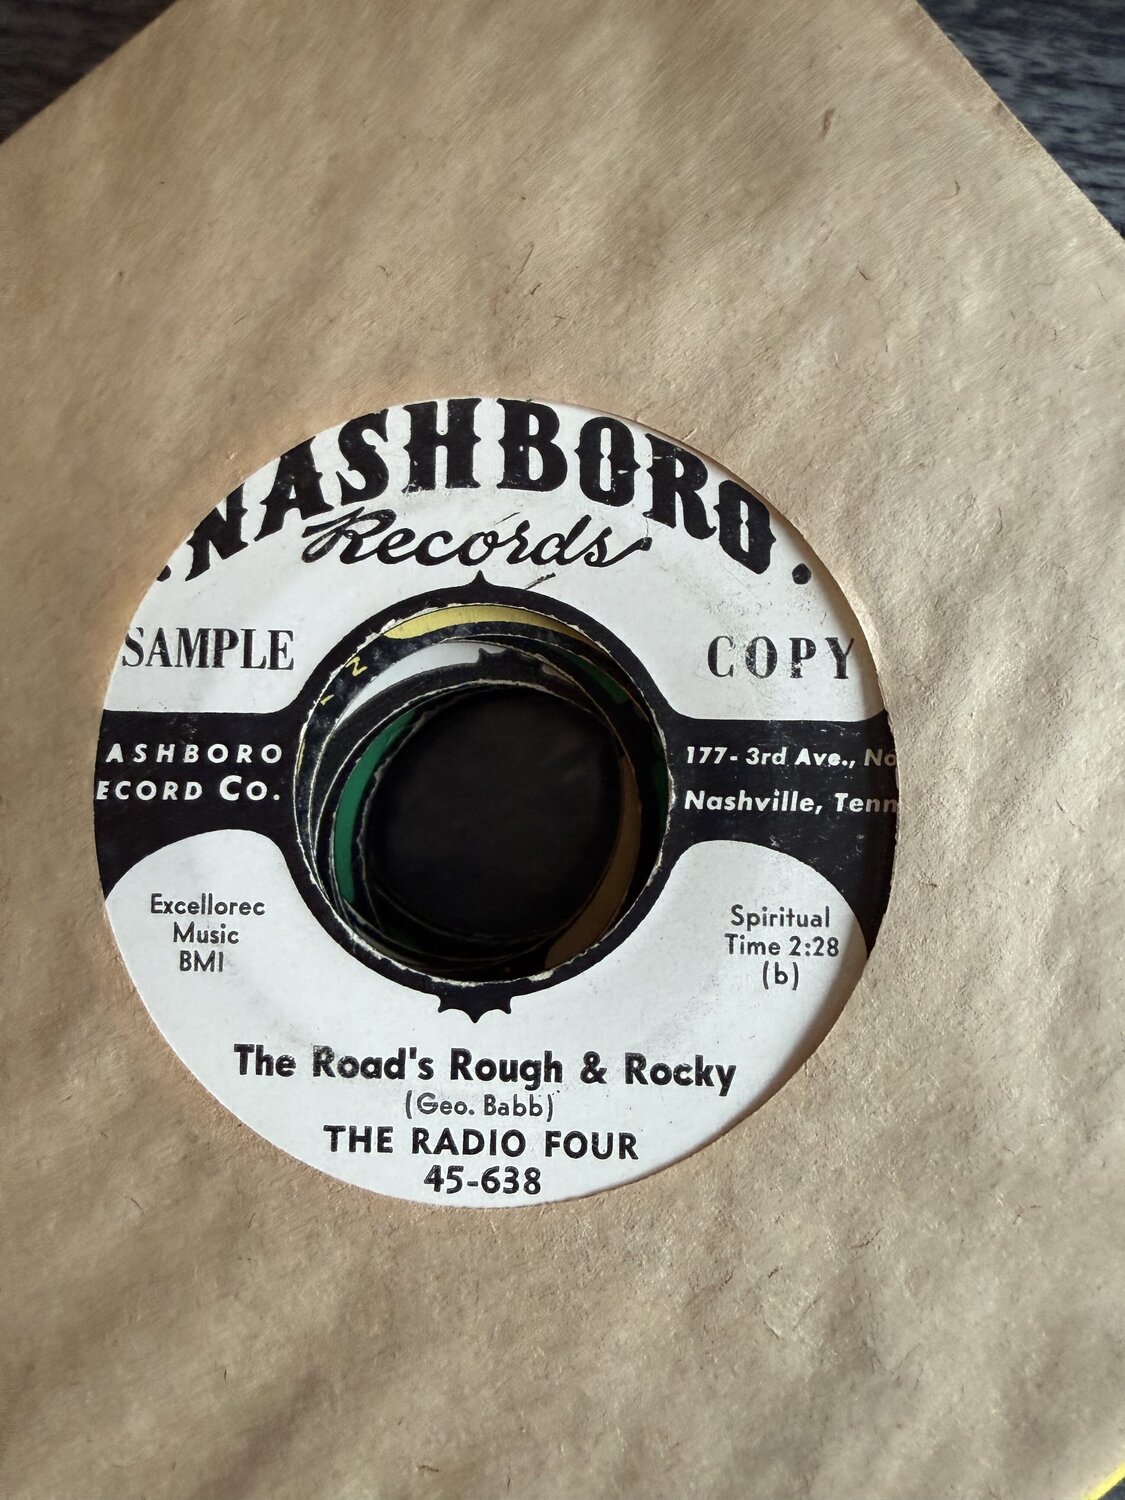 NASHBORO
Records
SAMPLE COPY
ASHBORO
ECORD CO.
177-3rd Ave., No
Nashville, Tenn
Excellorec
Music
BMI
Spiritual
Time 2:28
(b)
The Road's Rough & Rocky
(Geo. Babb)
THE RADIO FOUR
45-638